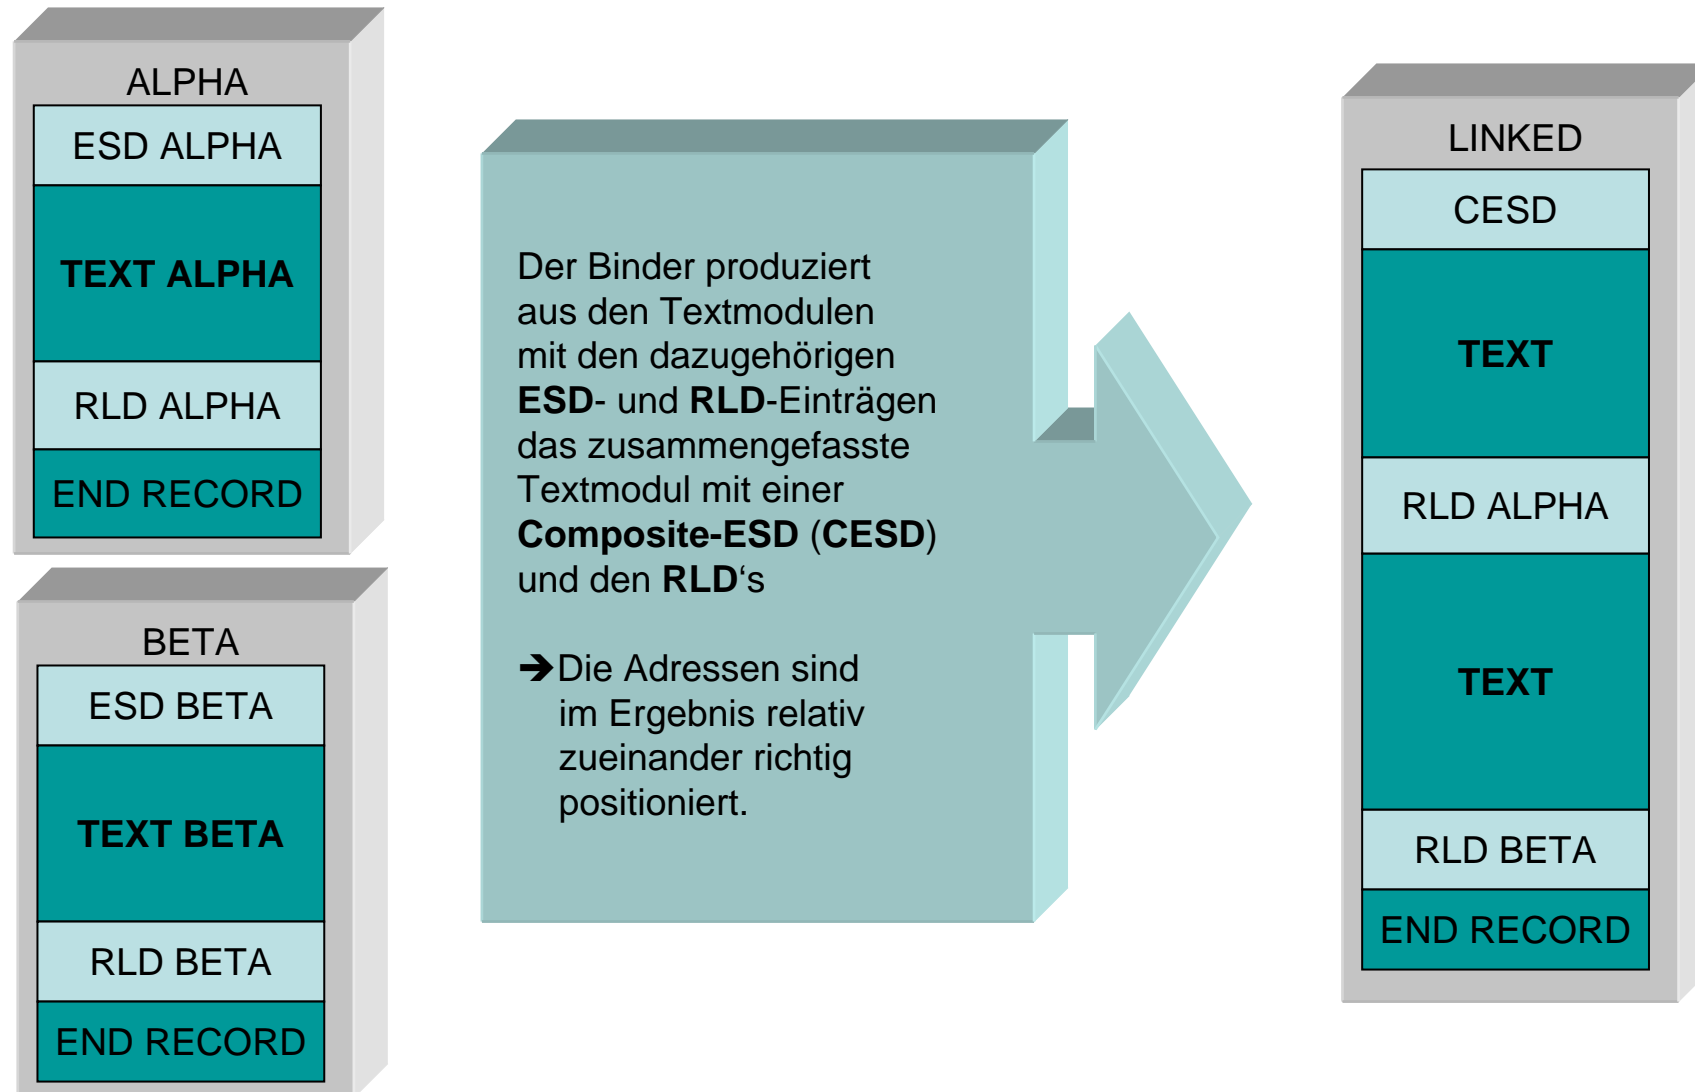 ALPHA
ESD ALPHA
TEXT ALPHA
RLD ALPHA
END RECORD
BETA
ESD BETA
TEXT BETA
RLD BETA
END RECORD
Der Binder produziert
aus den Textmodulen
mit den dazugehörigen
ESD- und RLD-Einträgen
das zusammengefasste
Textmodul mit einer
Composite-ESD (CESD)
und den RLD‘s
➔Die Adressen sind
im Ergebnis relativ
zueinander richtig
positioniert.
LINKED
CESD
TEXT
RLD ALPHA
TEXT
RLD BETA
END RECORD